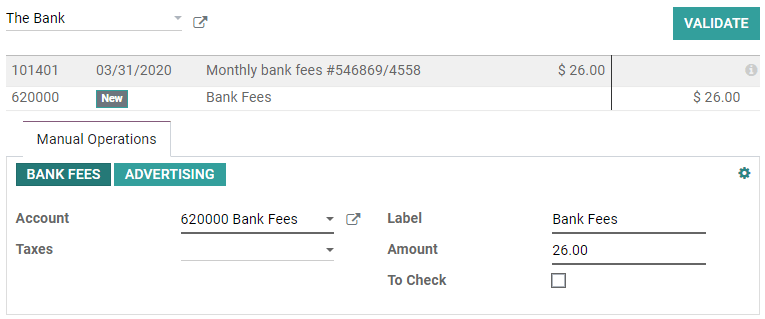 The Bank
VALIDATE
101401 03/31/2020 Monthly bank fees #546869/4558 $ 26.00
620000 New Bank Fees $ 26.00
Manual Operations
BANK FEES ADVERTISING
Account 620000 Bank Fees Label Bank Fees
Taxes Amount 26.00
To Check